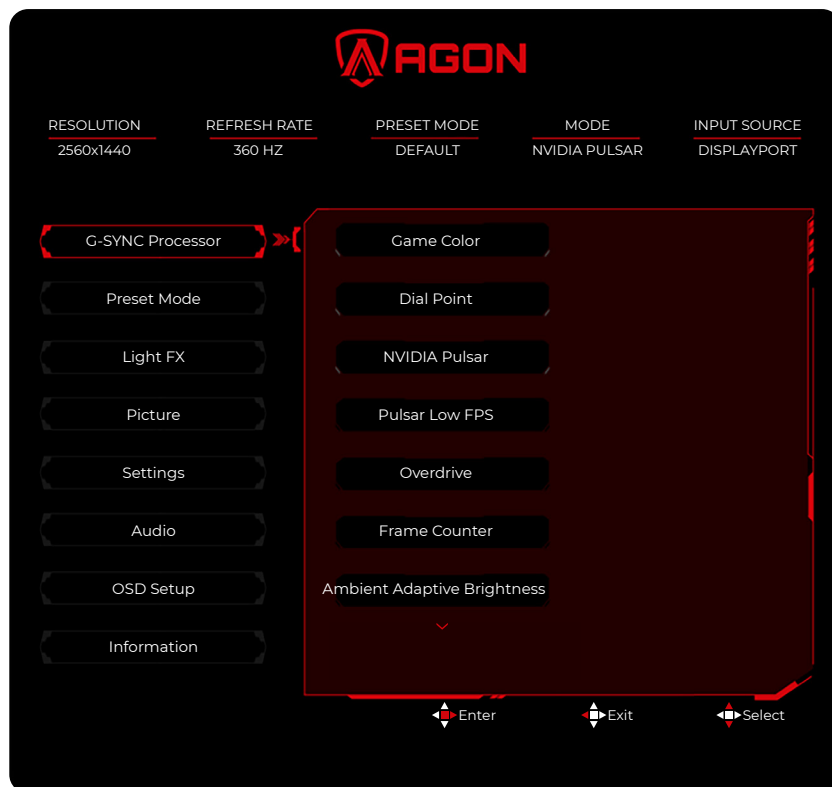 AGON
RESOLUTION REFRESH RATE PRESET MODE MODE INPUT SOURCE
2560x1440 360 HZ DEFAULT NVIDIA PULSAR DISPLAYPORT
G-SYNC Processor
Preset Mode
Light FX
Picture
Settings
Audio
OSD Setup
Information
Game Color
Dial Point
NVIDIA Pulsar
Pulsar Low FPS
Overdrive
Frame Counter
Ambient Adaptive Brightness
Enter Exit Select